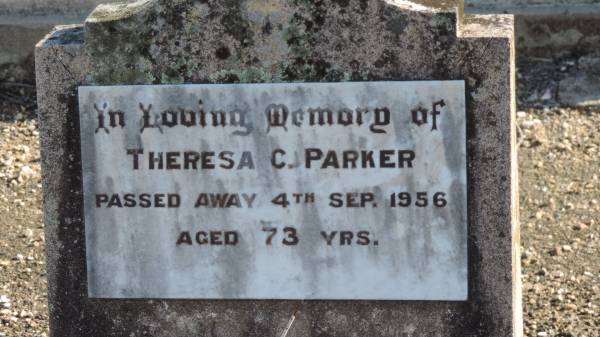 In Loving Memory of
THERESA C. PARKER
PASSED AWAY 4TH SEP. 1956
AGED 73 YRS.